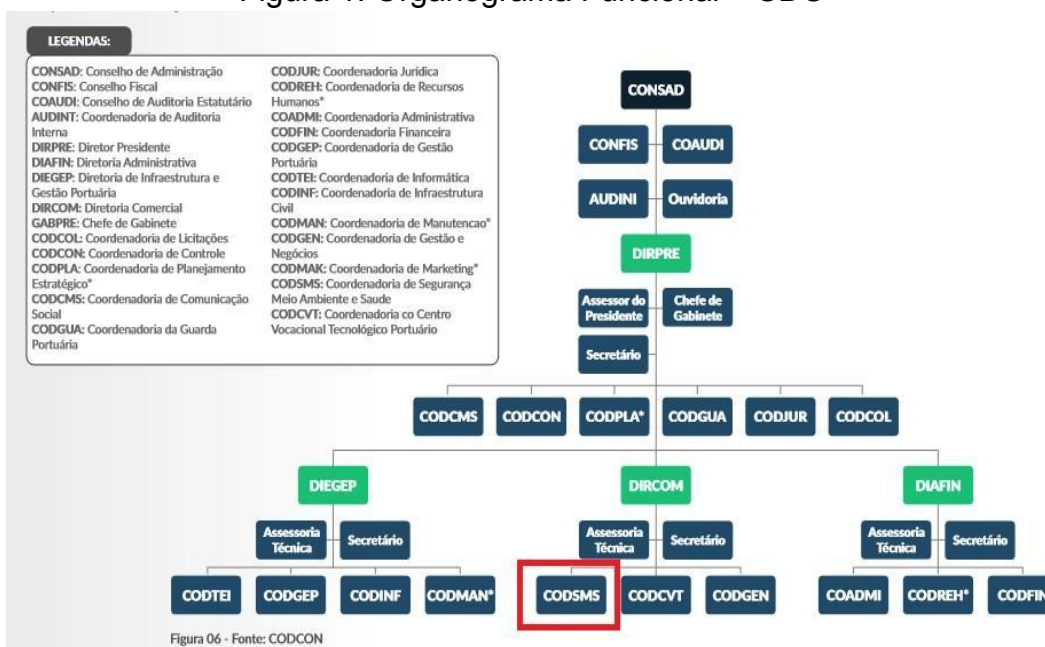 LEGENDAS:
CONSAD: Conselho de Administração
CONFIS: Conselho Fiscal
COAUDI: Conselho de Auditoria Estatutário
AUDINT: Coordenadoria de Auditoria
Interna
DIRPRE: Diretor Presidente
DIAFIN: Diretoria Administrativa
DIEGEP: Diretoria de Infraestrutura e
Gestão Portuária
DIRCOM: Diretoria Comercial
GABPRE: Chefe de Gabinete
CODCOL: Coordenadoria de Licitações
CODCON: Coordenadoria de Controle
CODPLA: Coordenadoria de Planejamento
Estratégico*
CODCMS: Coordenadoria de Comunicação
Social
CODGUA: Coordenadoria da Guarda
Portuária
CODJUR: Coordenadoria Jurídica
CODREH: Coordenadoria de Recursos
Humanos*
COADMI: Coordenadoria Administrativa
CODFIN: Coordenadoria Financeira
CODGEP: Coordenadoria de Gestão
Portuária
CODTEI: Coordenadoria de Informática
CODINF: Coordenadoria de Infraestrutura
Civil
CODMAN: Coordenadoria de Manutencao*
CODGEN: Coordenadoria de Gestão e
Negócios
CODMAK: Coordenadoria de Marketing*
CODSMS: Coordenadoria de Segurança
Meio Ambiente e Saude
CODCVT: Coordenadoria co Centro
Vocacional Tecnológico Portuário
CONSAD
CONFIS COAUDI
AUDINI Ouvidoria
DIRPRE
Assessor do Chefe de
Presidente Gabinete
Secretário
CODCMS CODCON CODPLA* CODGUA CODJUR CODCOL
DIEGEP DIRCOM DIAFIN
Assessoria Secretário Assessoria Secretário Assessoria Secretário
Técnica Técnica Técnica
CODTEI CODGEP CODINF CODMAN* CODSMS CODCVT CODGEN COADMI CODREH* CODFIN
Figura 06 - Fonte: CODCON